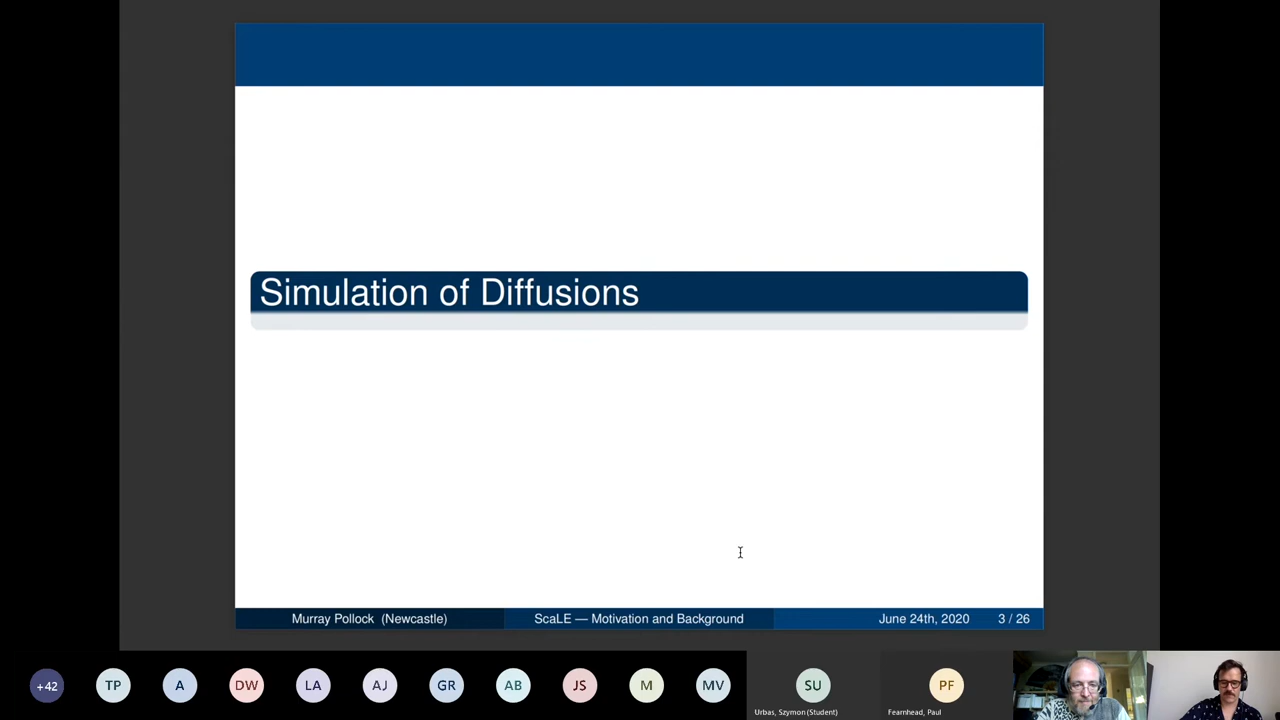 Simulation of Diffusions
Murray Pollock (Newcastle)
ScaLE — Motivation and Background
June 24th, 2020
3 / 26
+42
TP
A
DW
LA
AJ
GR
AB
JS
M
MV
SU
PF
Urbas, Szymon (Student)
Fearnhead, Paul